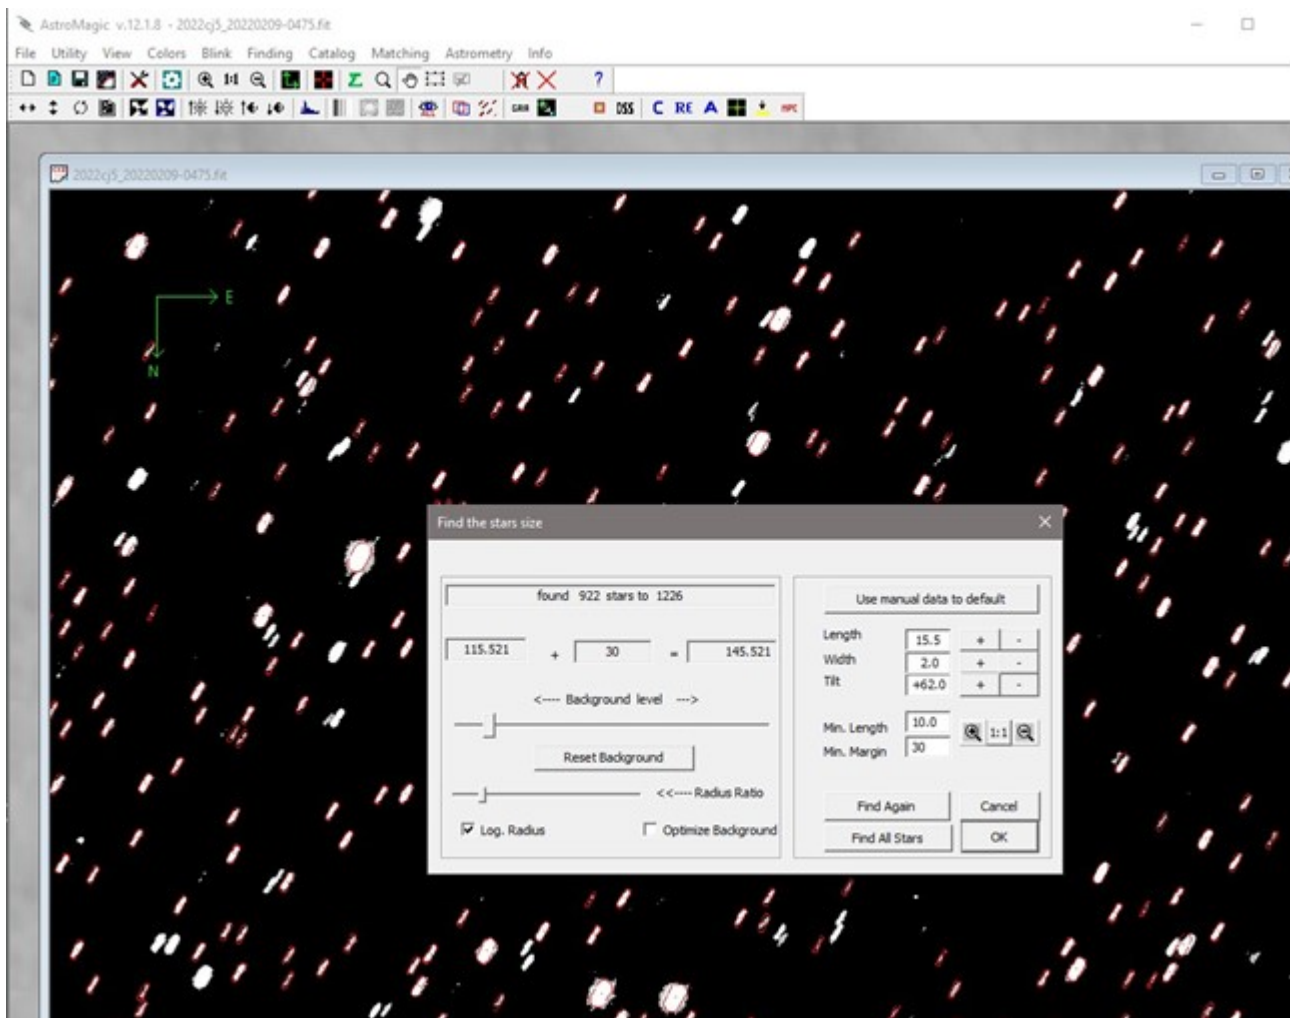 AstroMagic v.12.1.8 - 2022cj5_20220209-0475.fit
File Utility View Colors Blink Finding Catalog Matching Astrometry Info
1:1 ?
DSS C RE A MPC
2022cj5_20220209-0475.fit
E
N
Find the stars size
found 922 stars to 1226
115.521 + 30 = 145.521
<---- Background level --->
Reset Background
<<---- Radius Ratio
Log. Radius Optimize Background
Use manual data to default
Length 15.5 + -
Width 2.0 + -
Tilt +62.0 + -
Min. Length 10.0
1:1
Min. Margin 30
Find Again Cancel
Find All Stars OK